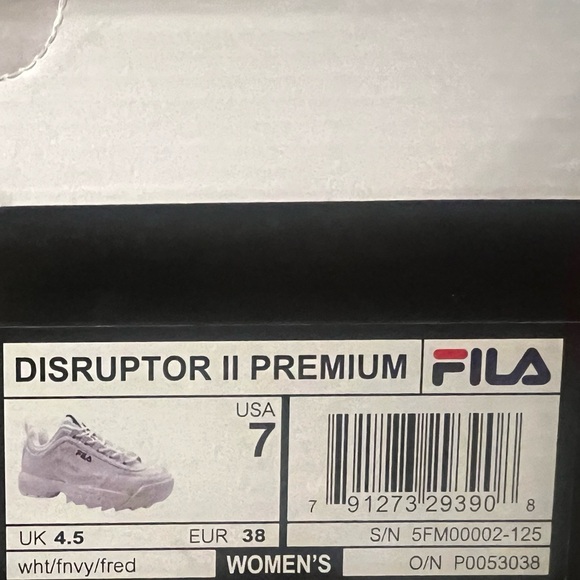 DISRUPTOR II PREMIUM FILA
USA
7
FILA
7 91273 29390 8
UK 4.5 EUR 38 S/N 5FM00002-125
wht/fnvy/fred WOMEN'S O/N P0053038